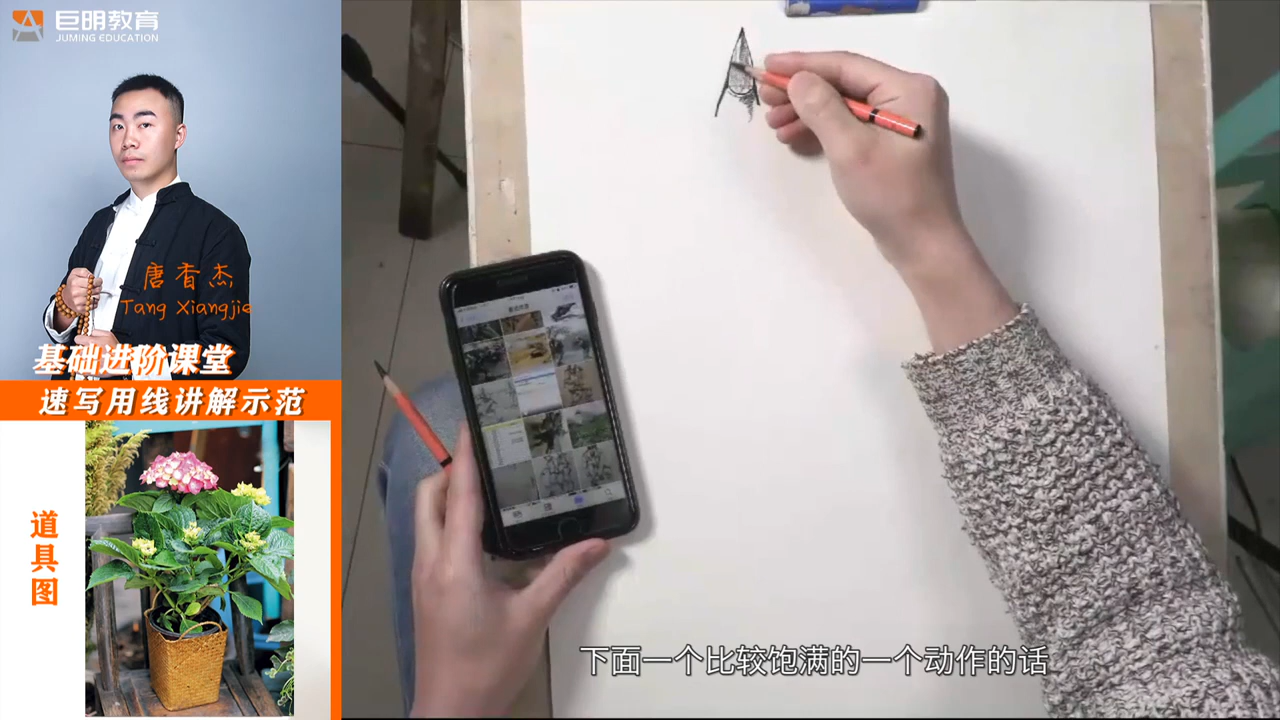 巨明教育
JUMING EDUCATION
唐香杰
Tang Xiangjie
基础进阶课堂
速写用线讲解示范
道具图
下面一个比较饱满的一个动作的话